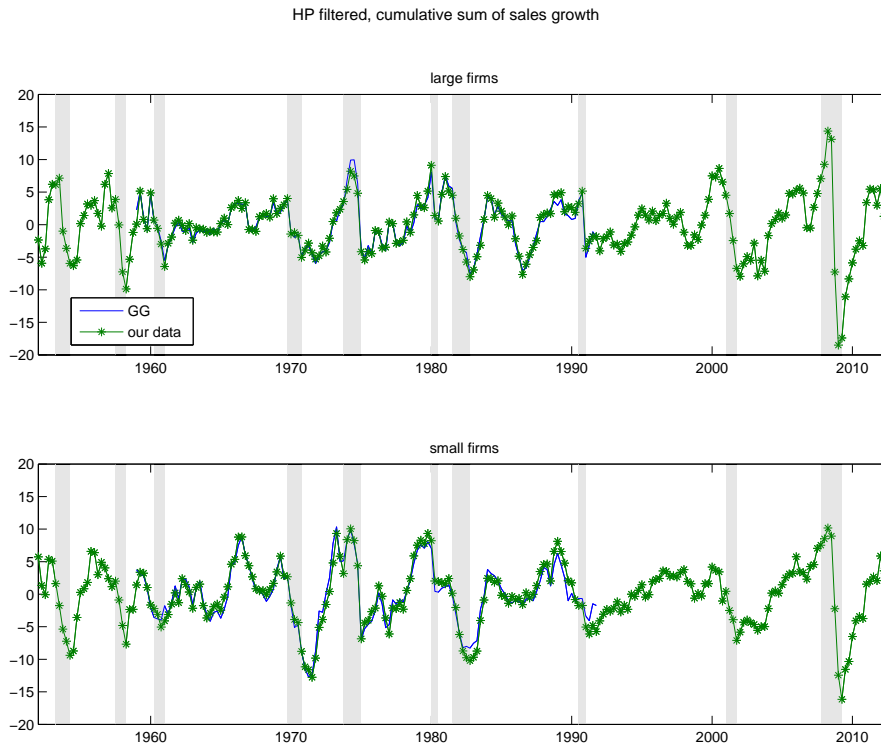 HP filtered, cumulative sum of sales growth
large firms
20
15
10
5
0
−5
−10
−15
−20
GG
our data
1960 1970 1980 1990 2000 2010
small firms
20
15
10
5
0
−5
−10
−15
−20
1960 1970 1980 1990 2000 2010